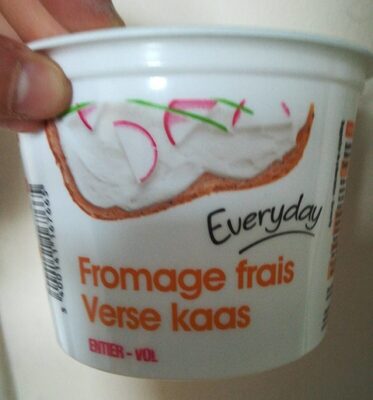 Everyday
Fromage frais
Verse kaas
ENTIER - VOL